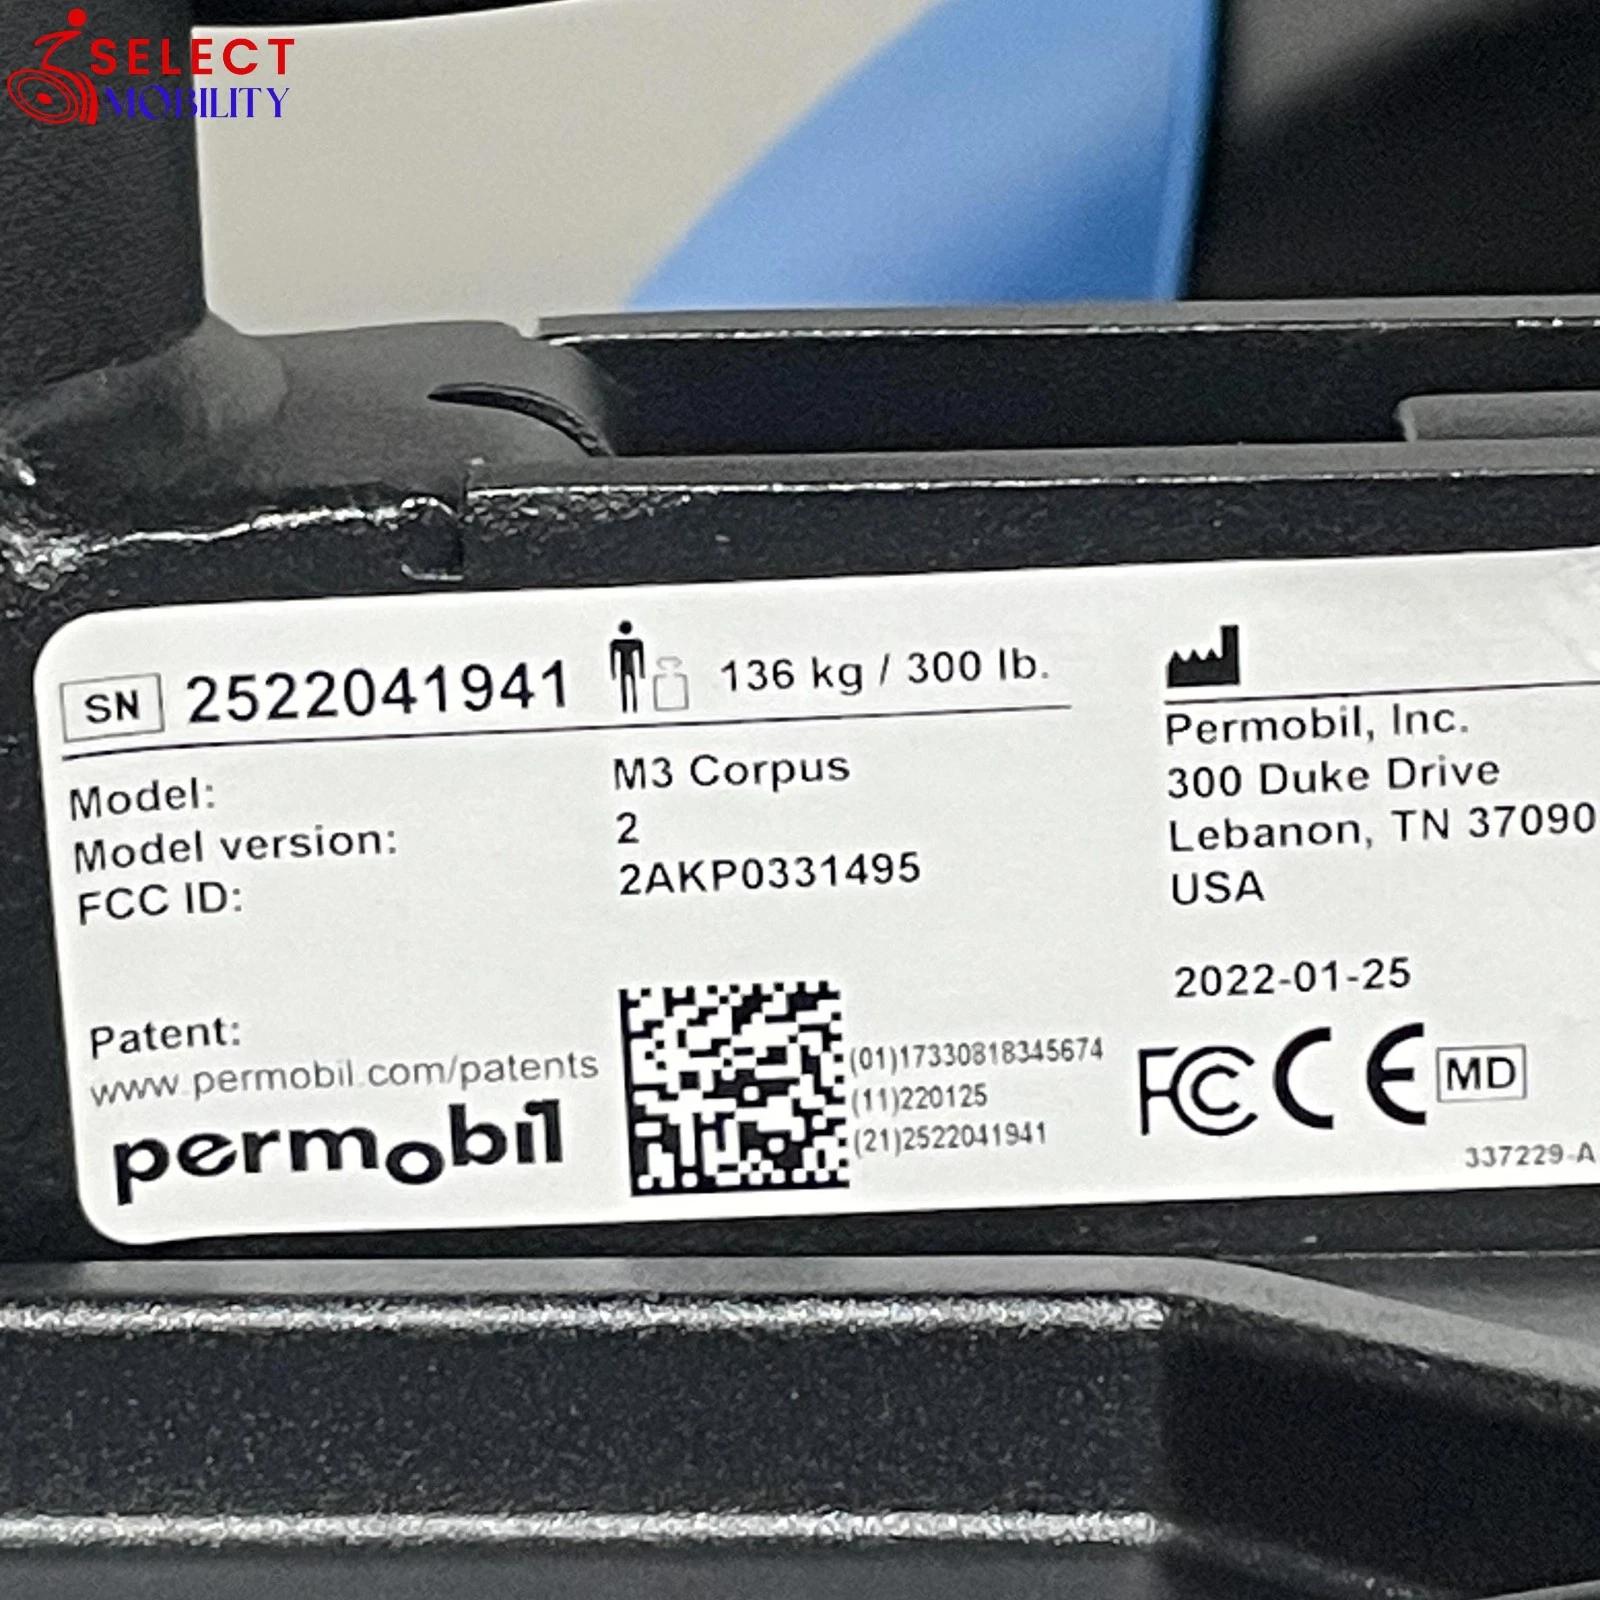 SELECT
MOBILITY
SN 2522041941 136 kg / 300 lb.
Model: M3 Corpus
Model version: 2
FCC ID: 2AKP0331495
Patent:
www.permobil.com/patents
permobil
(01)17330818345674
(11)220125
(21)2522041941
Permobil, Inc.
300 Duke Drive
Lebanon, TN 37090
USA
2022-01-25
FC CE MD
337229-A